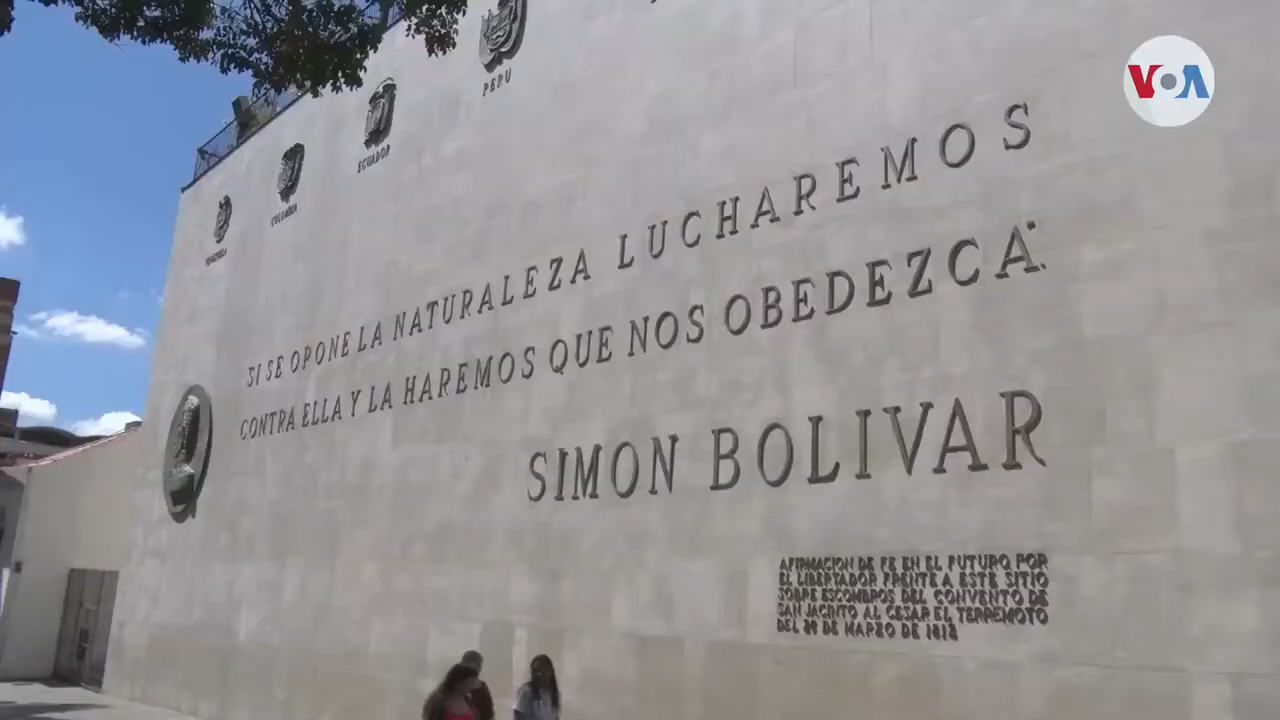 VOA
PERU
ECUADOR
COLOMBIA
VENEZUELA
SI SE OPONE LA NATURALEZA LUCHAREMOS
CONTRA ELLA Y LA HAREMOS QUE NOS OBEDEZCA.
SIMON BOLIVAR
AFIRMACION DE FE EN EL FUTURO POR
EL LIBERTADOR FRENTE A ESTE SITIO
SOBRE ESCOMBROS DEL CONVENTO DE
SAN JACINTO AL CESAR EL TERREMOTO
DEL 26 DE MARZO DE 1812